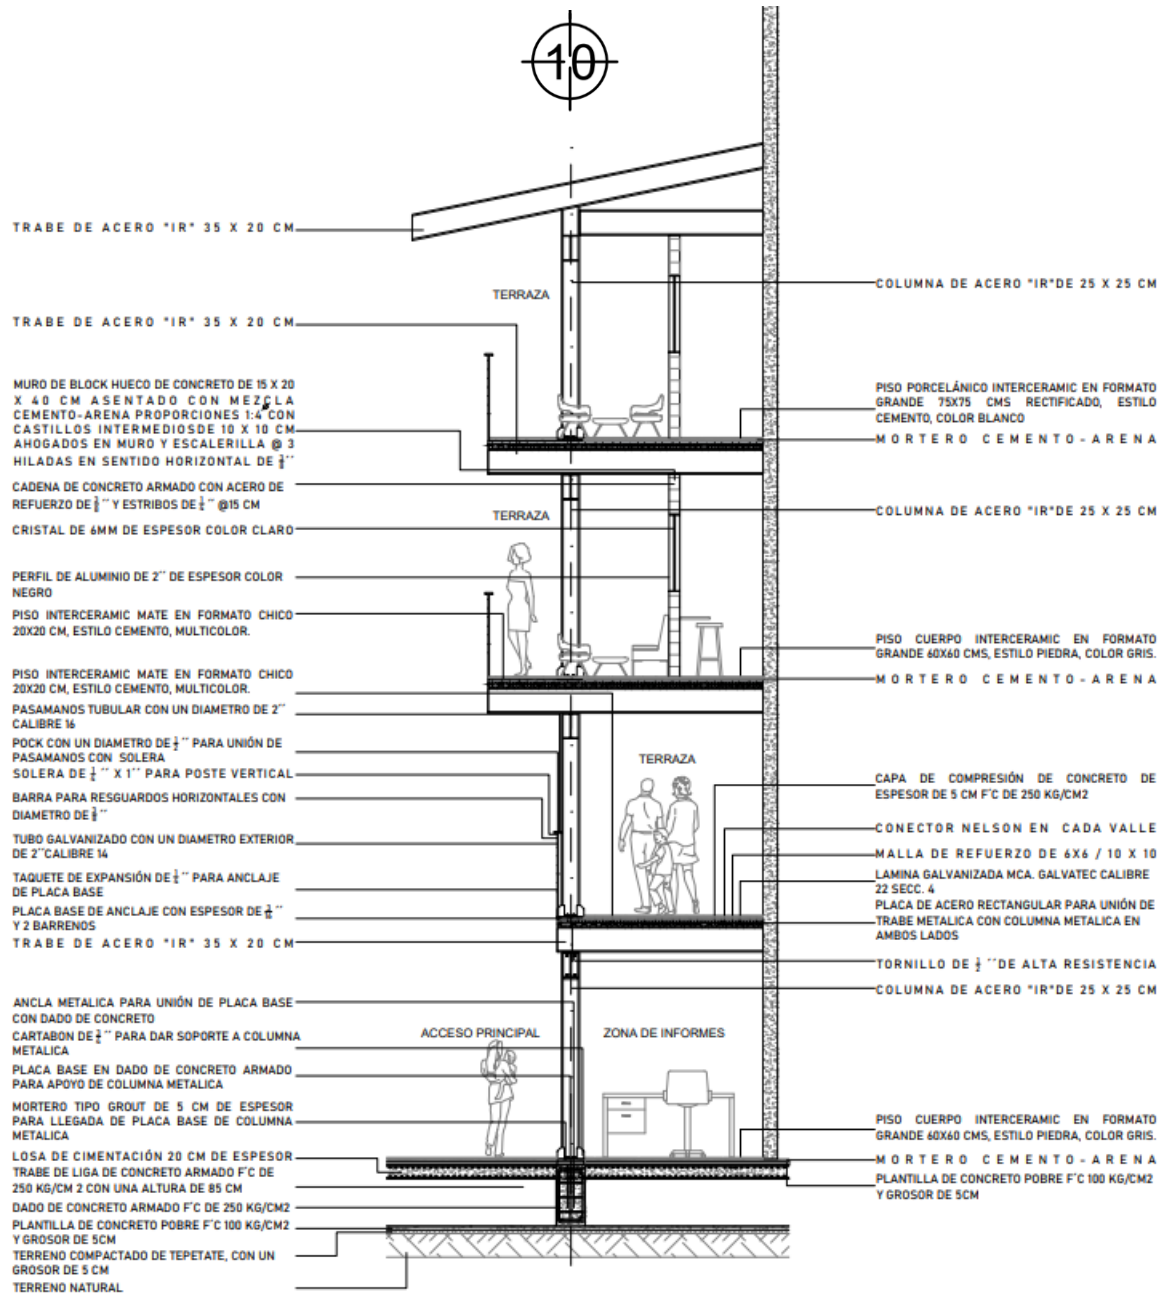 10
TRABE DE ACERO "IR" 35 X 20 CM
TERRAZA
COLUMNA DE ACERO "IR"DE 25 X 25 CM
TRABE DE ACERO "IR" 35 X 20 CM
MURO DE BLOCK HUECO DE CONCRETO DE 15 X 20
X 40 CM ASENTADO CON MEZCLA
CEMENTO-ARENA PROPORCIONES 1:4 CON
CASTILLOS INTERMEDIOSDE 10 X 10 CM
AHOGADOS EN MURO Y ESCALERILLA @ 3
HILADAS EN SENTIDO HORIZONTAL DE 3/8´´
PISO PORCELÁNICO INTERCERAMIC EN FORMATO
GRANDE 75X75 CMS RECTIFICADO, ESTILO
CEMENTO, COLOR BLANCO
MORTERO CEMENTO-ARENA
CADENA DE CONCRETO ARMADO CON ACERO DE
REFUERZO DE 3/8´´ Y ESTRIBOS DE 1/4´´ @15 CM
CRISTAL DE 6MM DE ESPESOR COLOR CLARO
TERRAZA
COLUMNA DE ACERO "IR"DE 25 X 25 CM
PERFIL DE ALUMINIO DE 2´´ DE ESPESOR COLOR
NEGRO
PISO INTERCERAMIC MATE EN FORMATO CHICO
20X20 CM, ESTILO CEMENTO, MULTICOLOR.
PISO CUERPO INTERCERAMIC EN FORMATO
GRANDE 60X60 CMS, ESTILO PIEDRA, COLOR GRIS.
MORTERO CEMENTO-ARENA
PISO INTERCERAMIC MATE EN FORMATO CHICO
20X20 CM, ESTILO CEMENTO, MULTICOLOR.
PASAMANOS TUBULAR CON UN DIAMETRO DE 2´´
CALIBRE 16
POCK CON UN DIAMETRO DE ´´ PARA UNIÓN DE
PASAMANOS CON SOLERA
SOLERA DE ´´ X 1´´ PARA POSTE VERTICAL
BARRA PARA RESGUARDOS HORIZONTALES CON
DIAMETRO DE 3/8´´
TUBO GALVANIZADO CON UN DIAMETRO EXTERIOR
DE 2´´CALIBRE 14
TAQUETE DE EXPANSIÓN DE ´´ PARA ANCLAJE
DE PLACA BASE
PLACA BASE DE ANCLAJE CON ESPESOR DE ´´
Y 2 BARRENOS
TRABE DE ACERO "IR" 35 X 20 CM
TERRAZA
CAPA DE COMPRESIÓN DE CONCRETO DE
ESPESOR DE 5 CM F´C DE 250 KG/CM2
CONECTOR NELSON EN CADA VALLE
MALLA DE REFUERZO DE 6X6 / 10 X 10
LAMINA GALVANIZADA MCA. GALVATEC CALIBRE
22 SECC. 4
PLACA DE ACERO RECTANGULAR PARA UNIÓN DE
TRABE METALICA CON COLUMNA METALICA EN
AMBOS LADOS
TORNILLO DE 1/2 ´´DE ALTA RESISTENCIA
COLUMNA DE ACERO "IR"DE 25 X 25 CM
ANCLA METALICA PARA UNIÓN DE PLACA BASE
CON DADO DE CONCRETO
CARTABON DE ´´ PARA DAR SOPORTE A COLUMNA
METALICA
PLACA BASE EN DADO DE CONCRETO ARMADO
PARA APOYO DE COLUMNA METALICA
MORTERO TIPO GROUT DE 5 CM DE ESPESOR
PARA LLEGADA DE PLACA BASE DE COLUMNA
METALICA
ACCESO PRINCIPAL
ZONA DE INFORMES
PISO CUERPO INTERCERAMIC EN FORMATO
GRANDE 60X60 CMS, ESTILO PIEDRA, COLOR GRIS.
MORTERO CEMENTO-ARENA
PLANTILLA DE CONCRETO POBRE F´C 100 KG/CM2
Y GROSOR DE 5CM
LOSA DE CIMENTACIÓN 20 CM DE ESPESOR
TRABE DE LIGA DE CONCRETO ARMADO F´C DE
250 KG/CM 2 CON UNA ALTURA DE 85 CM
DADO DE CONCRETO ARMADO F´C DE 250 KG/CM2
PLANTILLA DE CONCRETO POBRE F´C 100 KG/CM2
Y GROSOR DE 5CM
TERRENO COMPACTADO DE TEPETATE, CON UN
GROSOR DE 5 CM
TERRENO NATURAL